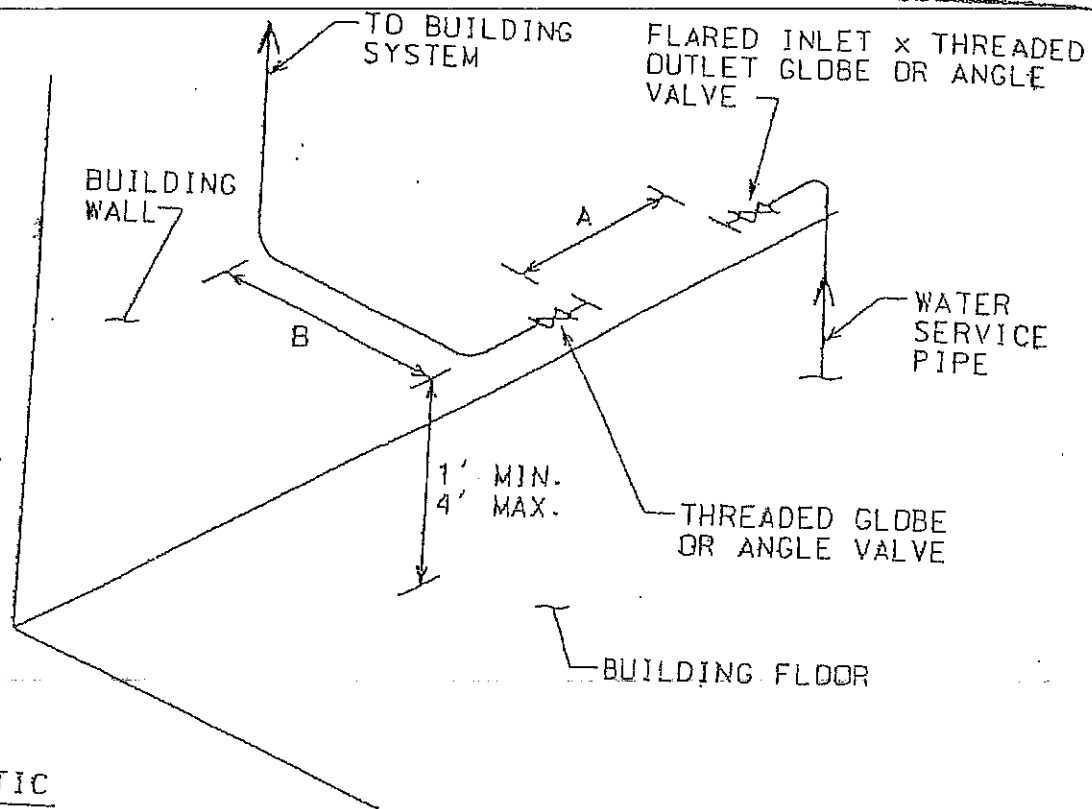 TO BUILDING
SYSTEM
FLARED INLET x THREADED
OUTLET GLOBE OR ANGLE
VALVE
BUILDING
WALL
A
B
WATER
SERVICE
PIPE
1' MIN.
4' MAX.
THREADED GLOBE
OR ANGLE VALVE
BUILDING FLOOR
TIC